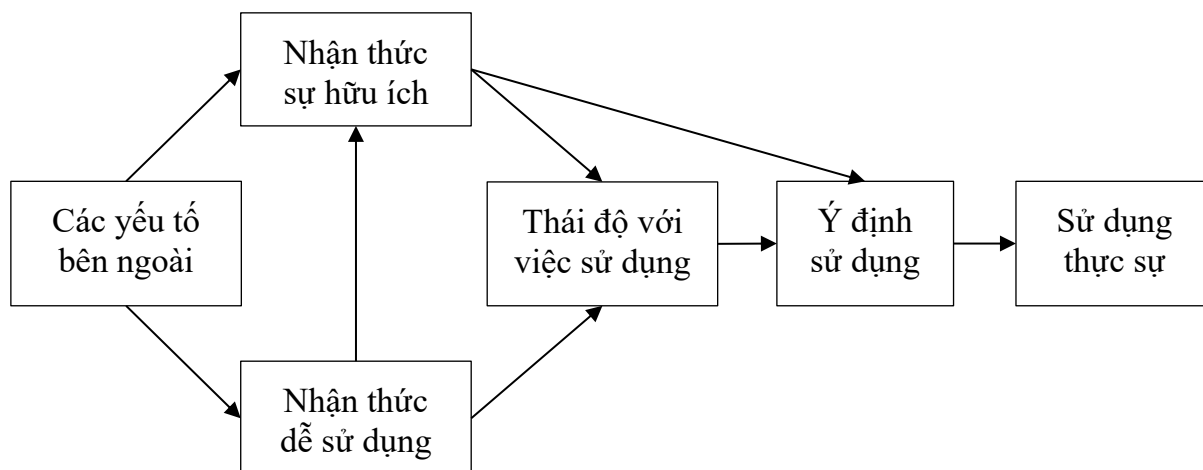 Nhận thức
sự hữu ích
Các yếu tố
bên ngoài
Thái độ với
việc sử dụng
Ý định
sử dụng
Sử dụng
thực sự
Nhận thức
dễ sử dụng